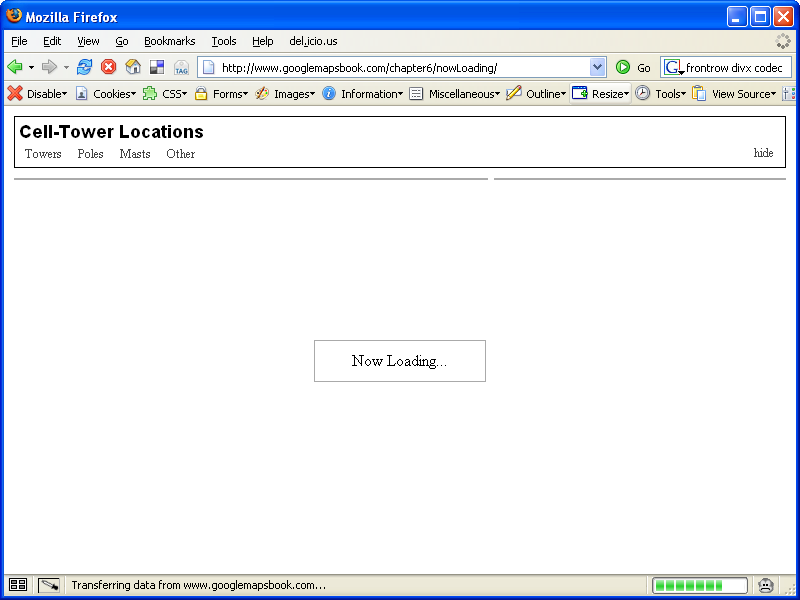 Mozilla Firefox
File Edit View Go Bookmarks Tools Help del.icio.us
TAG http://www.googlemapsbook.com/chapter6/nowLoading/ Go G frontrow divx codec
Disable Cookies CSS Forms Images Information Miscellaneous Outline Resize Tools View Source
Cell-Tower Locations
Towers Poles Masts Other hide
Now Loading...
Transferring data from www.googlemapsbook.com...